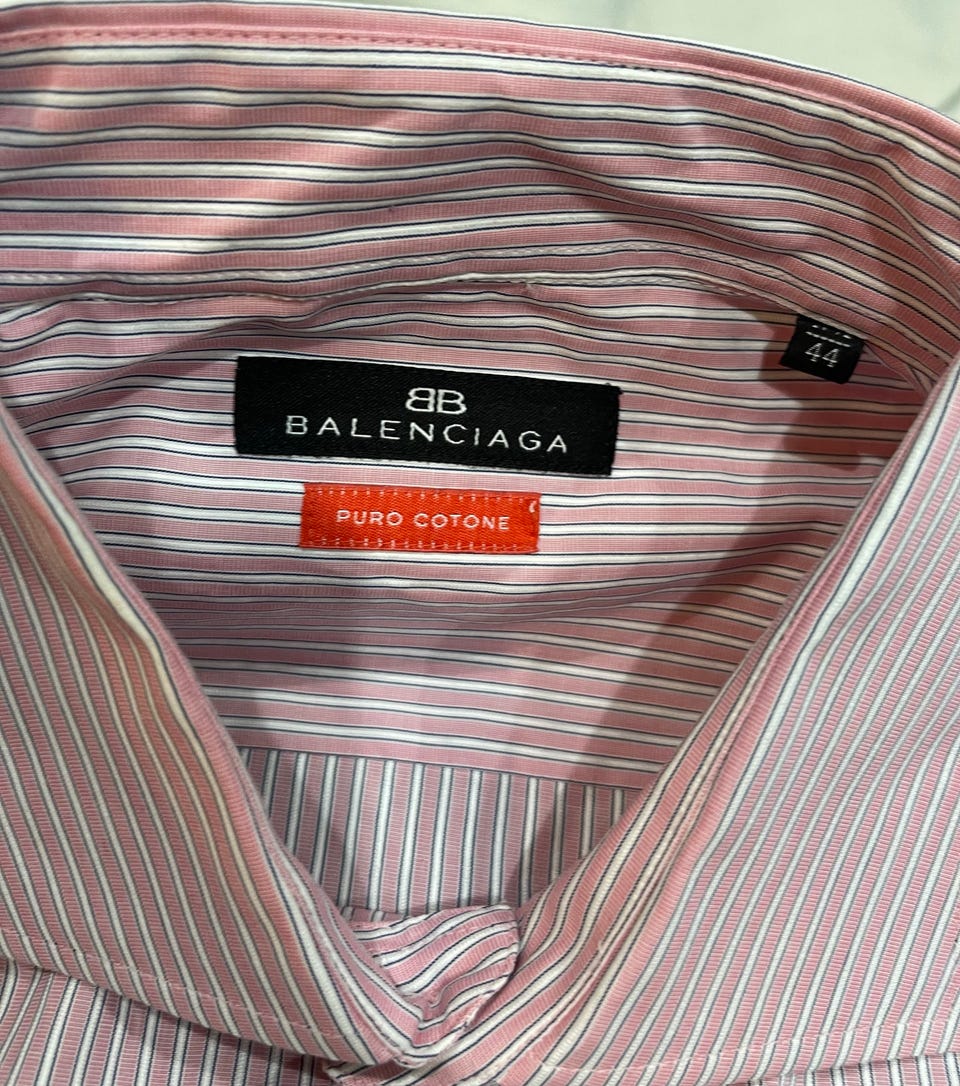 BB
BALENCIAGA
PURO COTONE
44